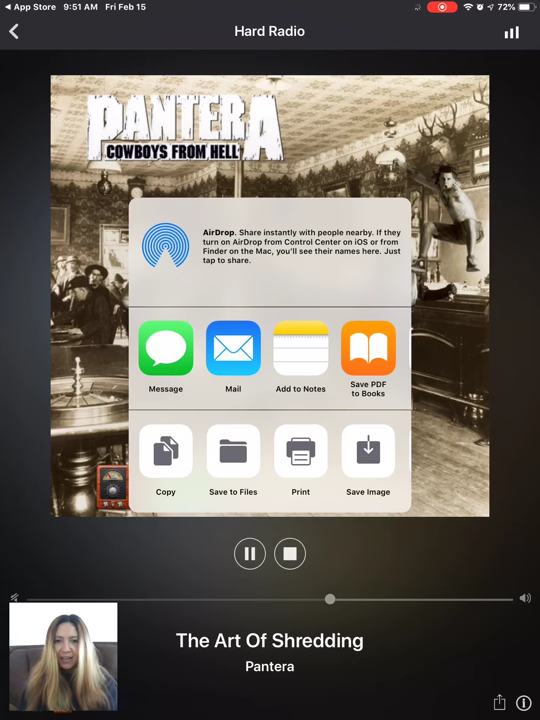 App Store 9:51 AM Fri Feb 15
72%
Hard Radio
PANTERA
COWBOYS FROM HELL
AirDrop. Share instantly with people nearby. If they
turn on AirDrop from Control Center on iOS or from
Finder on the Mac, you'll see their names here. Just
tap to share.
Message
Mail
Add to Notes
Save PDF
to Books
Copy
Save to Files
Print
Save Image
The Art Of Shredding
Pantera